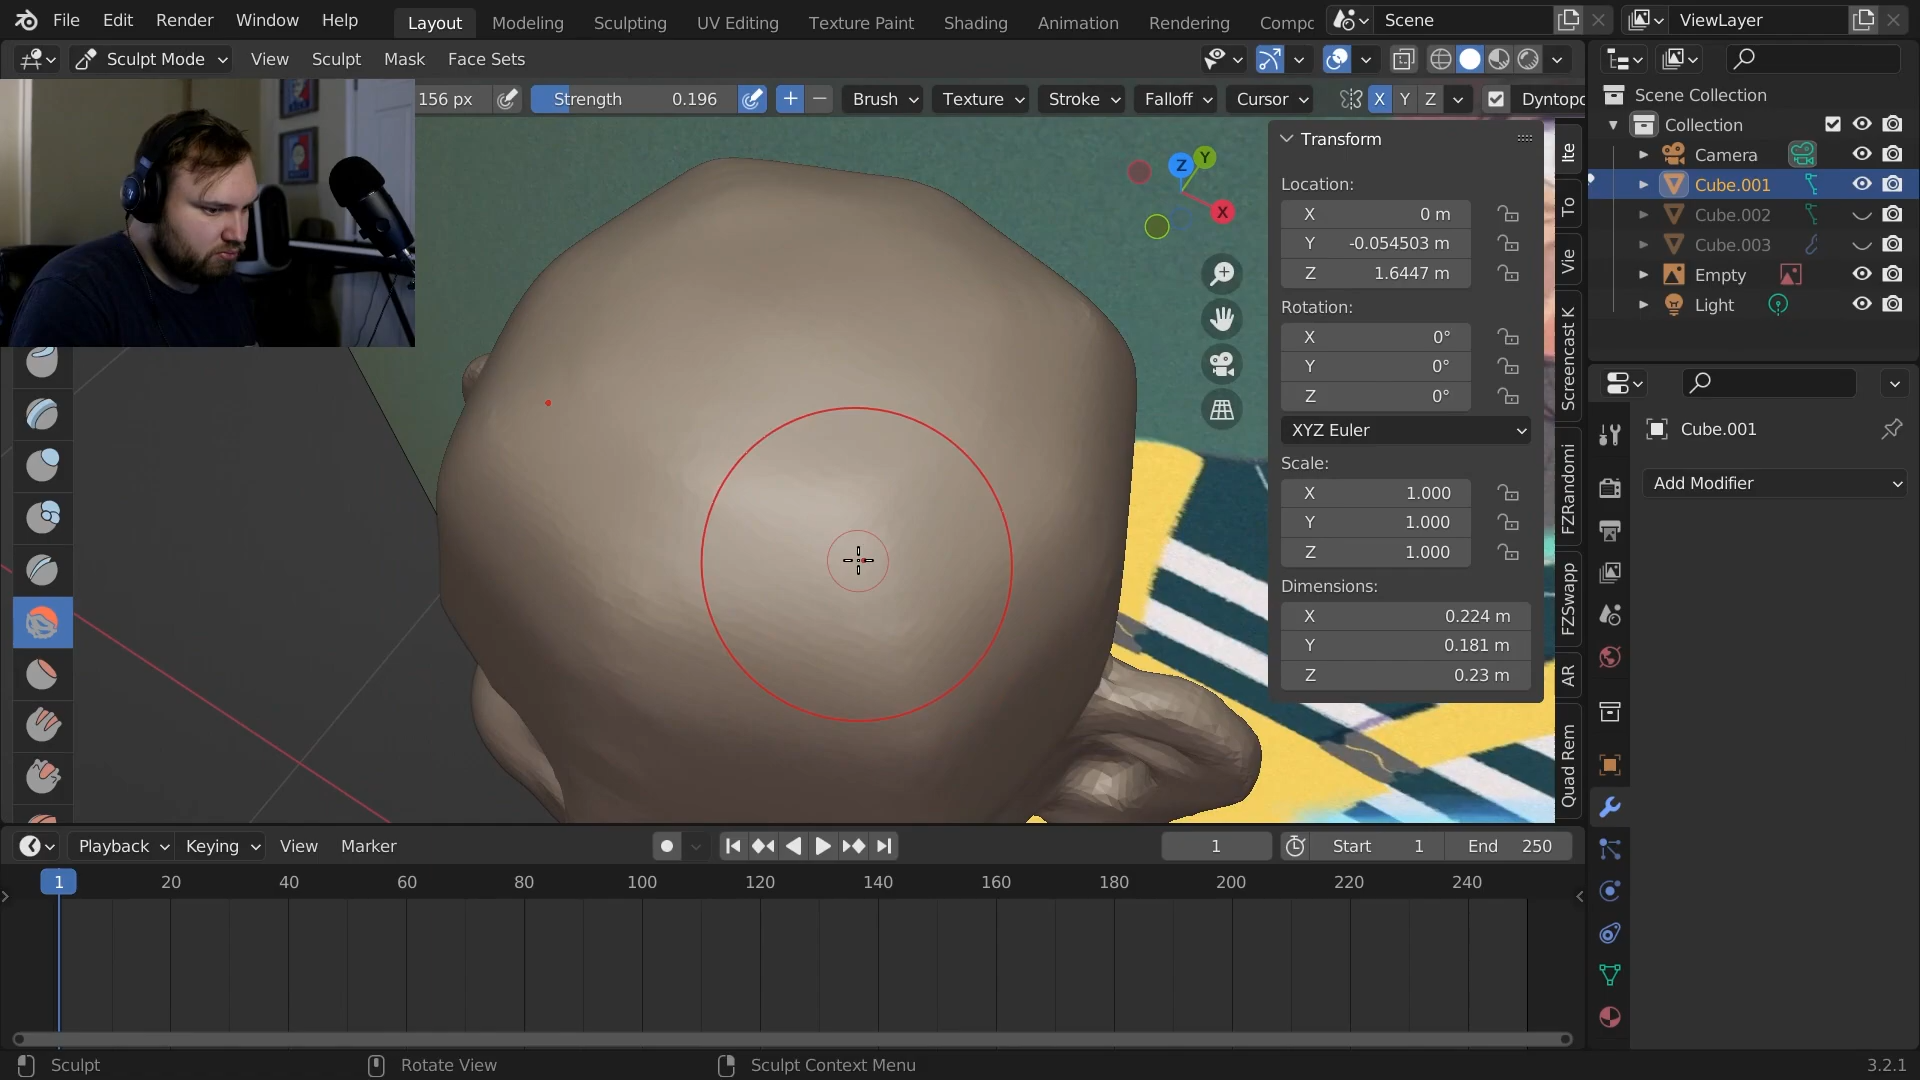 File Edit Render Window Help Layout Modeling Sculpting UV Editing Texture Paint Shading Animation Rendering Compc Scene ViewLayer
Sculpt Mode View Sculpt Mask Face Sets
156 px Strength 0.196 Brush Texture Stroke Falloff Cursor X Y Z Dyntopo
Scene Collection
Collection
Camera
Cube.001
Cube.002
Cube.003
Empty
Light
Z Y X
Transform
Location:
X 0 m
Y -0.054503 m
Z 1.6447 m
Rotation:
X 0°
Y 0°
Z 0°
XYZ Euler
Scale:
X 1.000
Y 1.000
Z 1.000
Dimensions:
X 0.224 m
Y 0.181 m
Z 0.23 m
Ite
To
Vie
Screencast K
FZRandomi
FZSwapp
AR
Quad Rem
Cube.001
Add Modifier
Playback Keying View Marker 1 Start 1 End 250
1 20 40 60 80 100 120 140 160 180 200 220 240
Sculpt Rotate View Sculpt Context Menu 3.2.1